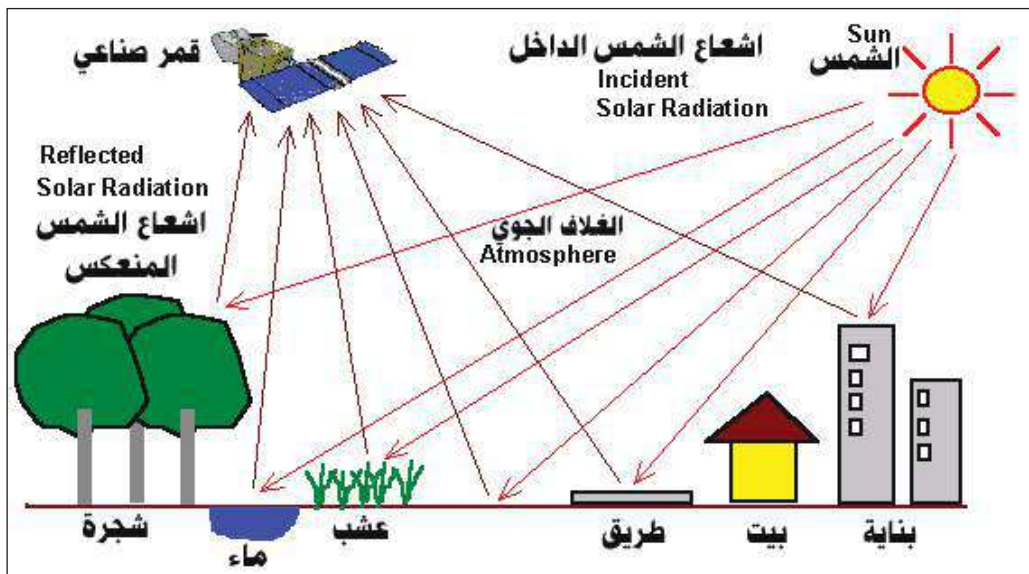 قمر صناعي
اشعاع الشمس الداخل
Incident
Solar Radiation
Sun
الشمس
Reflected
Solar Radiation
اشعاع الشمس
المنعكس
الغلاف الجوي
Atmosphere
شجرة
ماء
عشب
طريق
بيت
بناية